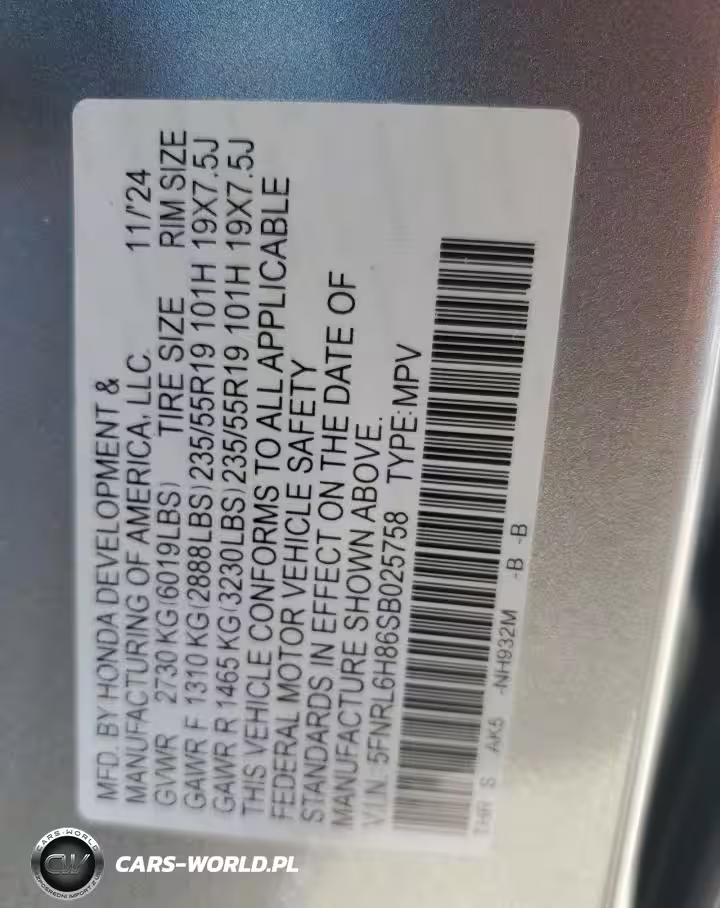 MFD. BY HONDA DEVELOPMENT &
MANUFACTURING OF AMERICA, LLC. 11/'24
GVWR 2730 KG(6019LBS) TIRE SIZE RIM SIZE
GAWR F 1310 KG(2888LBS) 235/55R19 101H 19X7.5J
GAWR R 1465 KG(3230LBS) 235/55R19 101H 19X7.5J
THIS VEHICLE CONFORMS TO ALL APPLICABLE
FEDERAL MOTOR VEHICLE SAFETY
STANDARDS IN EFFECT ON THE DATE OF
MANUFACTURE SHOWN ABOVE.
V.I.N.:5FNRL6H86SB025758 TYPE:MPV
THR S AK5 -NH932M -B -B
CARS-WORLD
CW
CARS-WORLD.PL